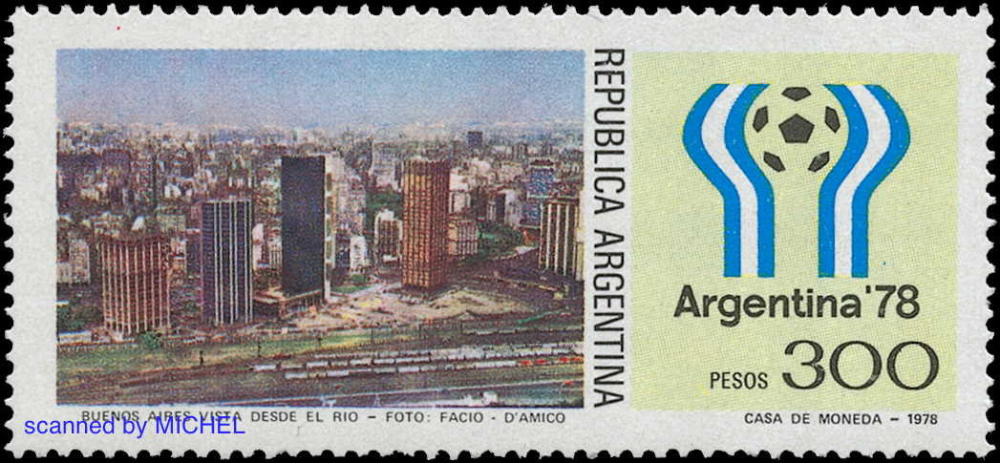 REPUBLICA ARGENTINA
Argentina '78
PESOS 300
BUENOS AIRES VISTA DESDE EL RIO – FOTO: FACIO - D'AMICO
CASA DE MONEDA – 1978
scanned by MICHEL